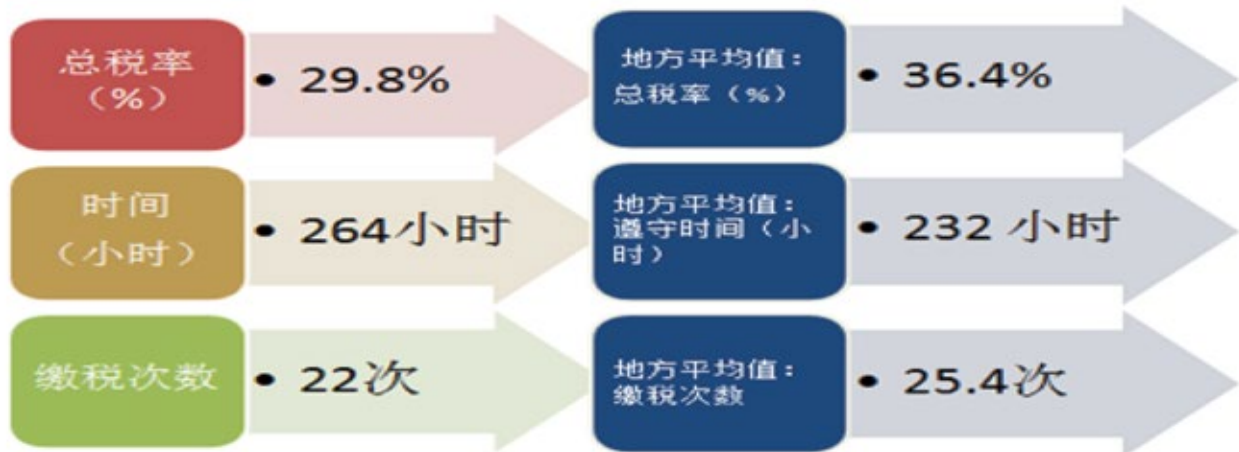 总税率
（%）
• 29.8%
地方平均值：
总税率（%）
• 36.4%
时间
（小时）
• 264小时
地方平均值：
遵守时间（小
时）
• 232 小时
缴税次数
• 22次
地方平均值：
缴税次数
• 25.4次